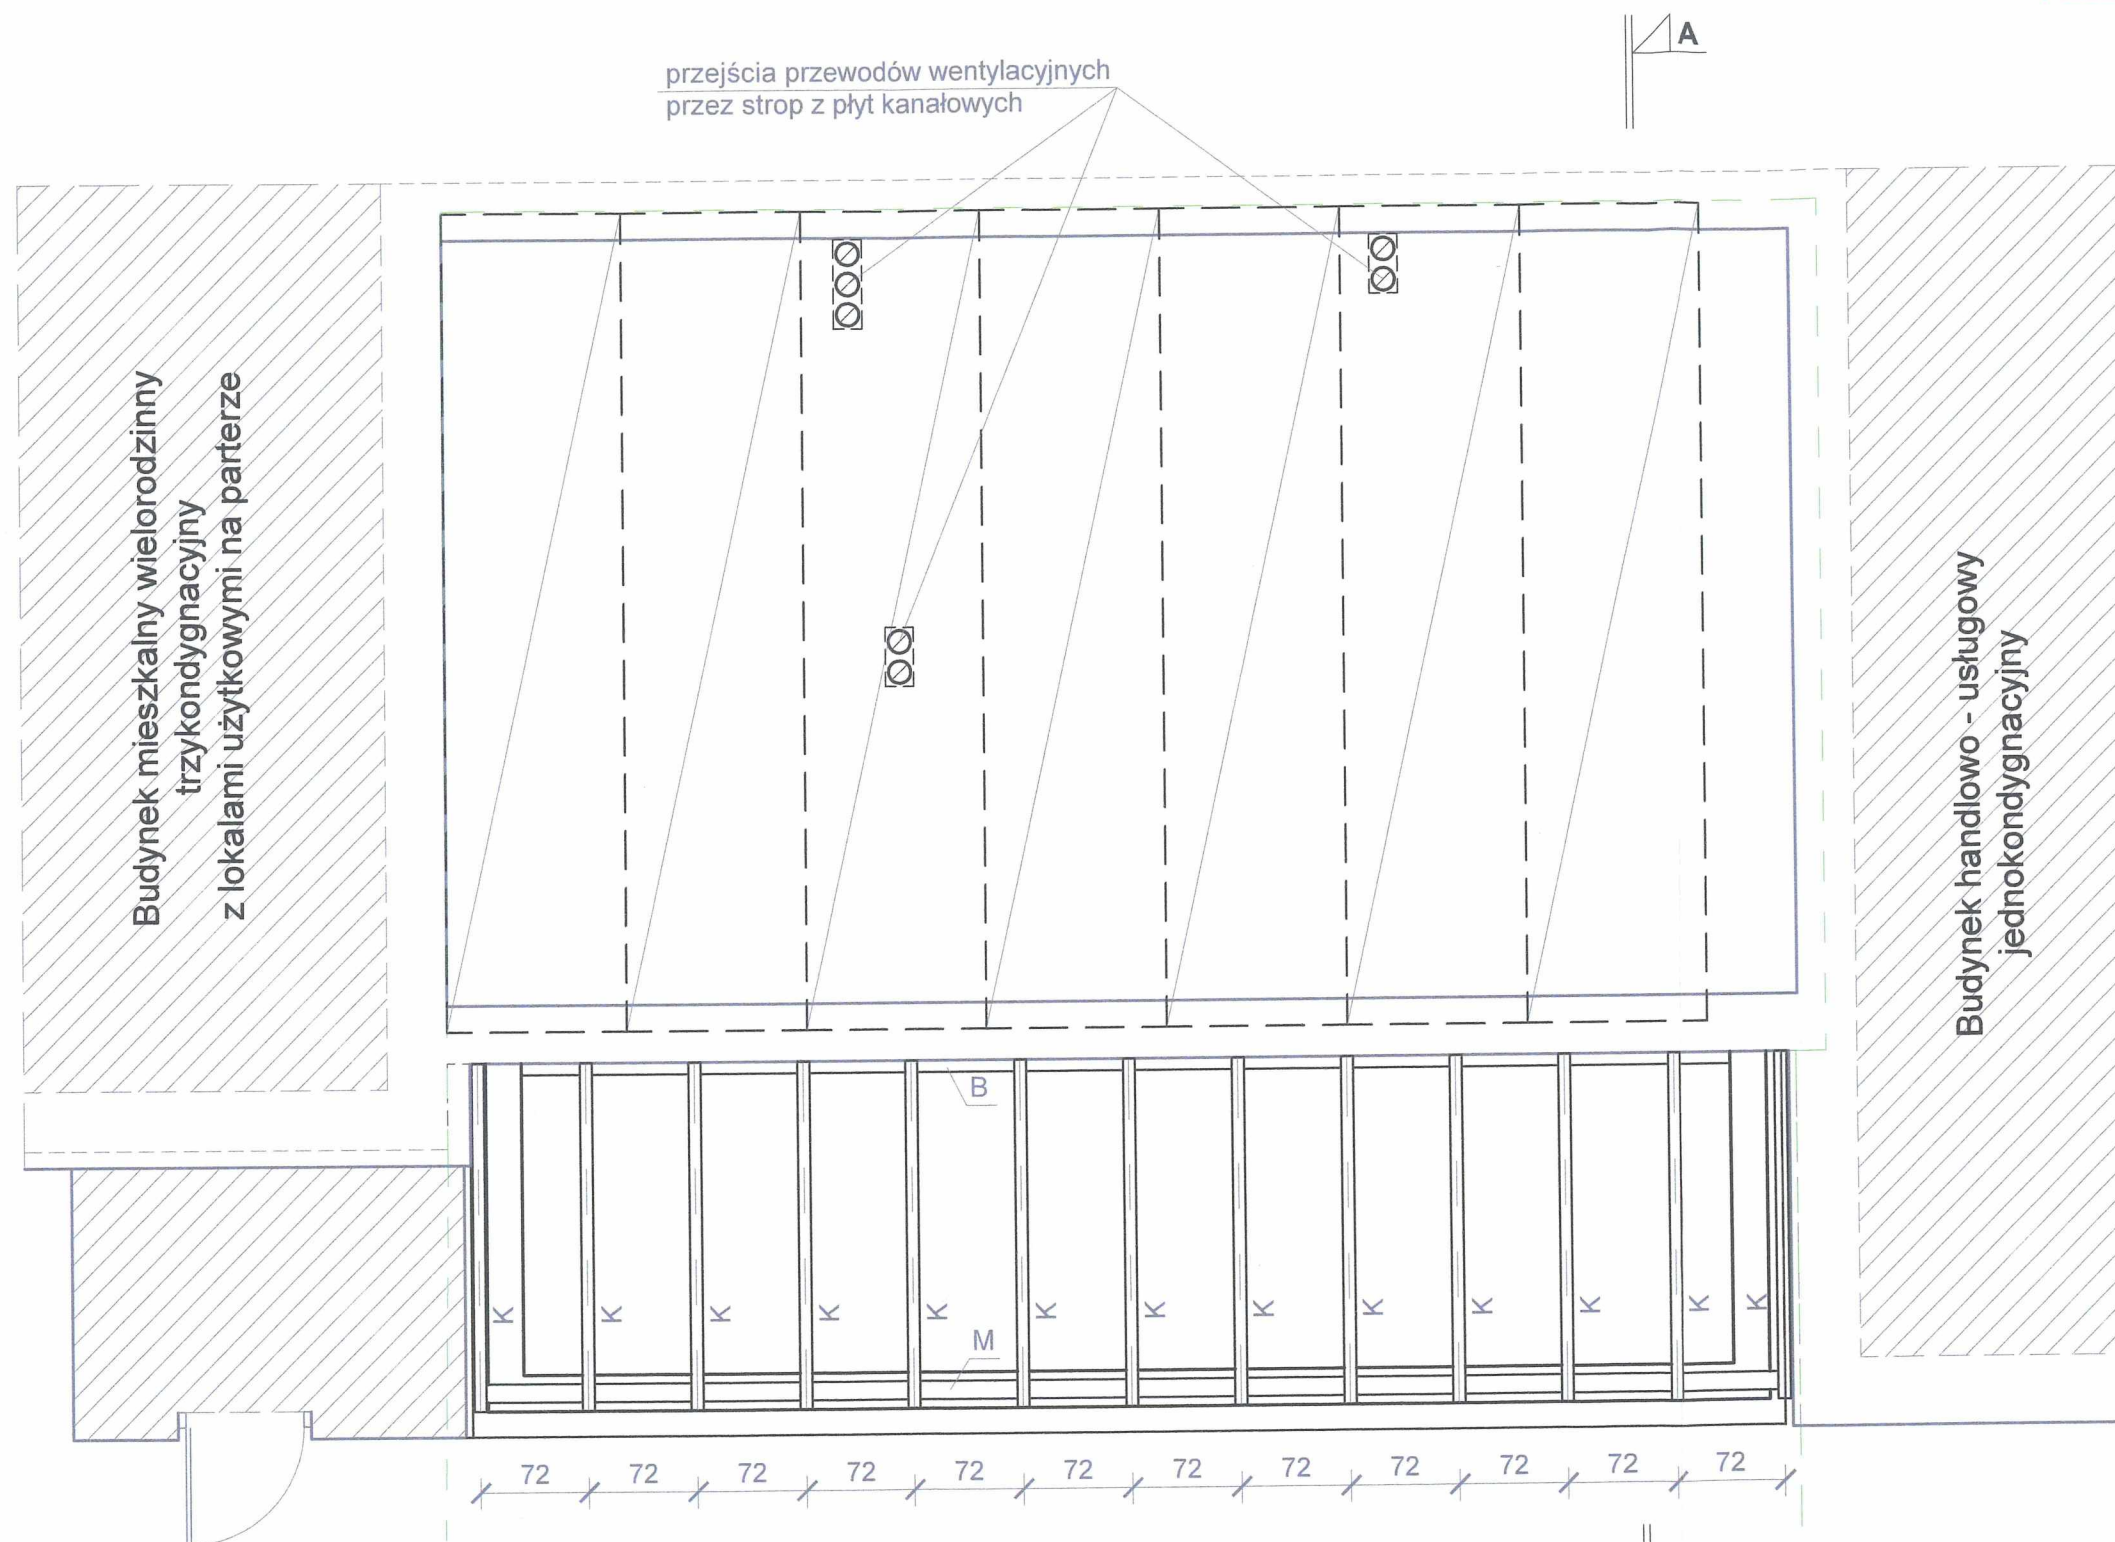 A
przejścia przewodów wentylacyjnych
przez strop z płyt kanałowych
Budynek mieszkalny wielorodzinny
trzykondygnacyjny
z lokalami użytkowymi na parterze
Budynek handlowo - usługowy
jednokondygnacyjny
B
K K K K K K K K K K K K K
M
72 72 72 72 72 72 72 72 72 72 72 72